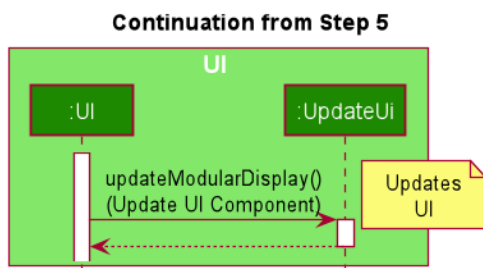 Continuation from Step 5
UI
:UI
:UpdateUi
updateModularDisplay()
(Update UI Component)
Updates
UI